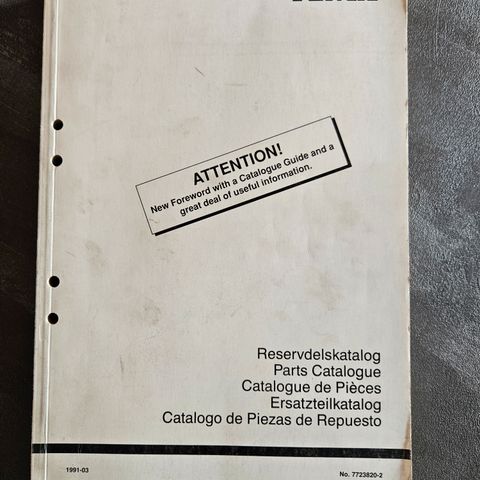 ATTENTION!
New Foreword with a Catalogue Guide and a
great deal of useful information.
Reservdelskatalog
Parts Catalogue
Catalogue de Pièces
Ersatzteilkatalog
Catalogo de Piezas de Repuesto
1991-03
No. 7723820-2